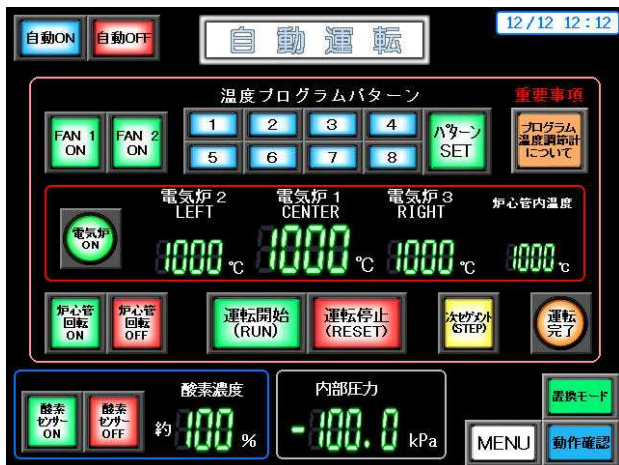 自動ON
自動OFF
自動運転
12/12 12:12
温度プログラムパターン
重要事項
FAN 1
ON
FAN 2
ON
1
2
3
4
5
6
7
8
パターン
SET
プログラム
温度調節計
について
電気炉
ON
電気炉2
LEFT
1000 ℃
電気炉1
CENTER
1000 ℃
電気炉3
RIGHT
1000 ℃
炉心管内温度
1000 ℃
炉心管
回転
ON
炉心管
回転
OFF
運転開始
(RUN)
運転停止
(RESET)
次セグメント
(STEP)
運転
完了
酸素
センサー
ON
酸素
センサー
OFF
酸素濃度
約 100 %
内部圧力
-100.0 kPa
置換モード
MENU
動作確認